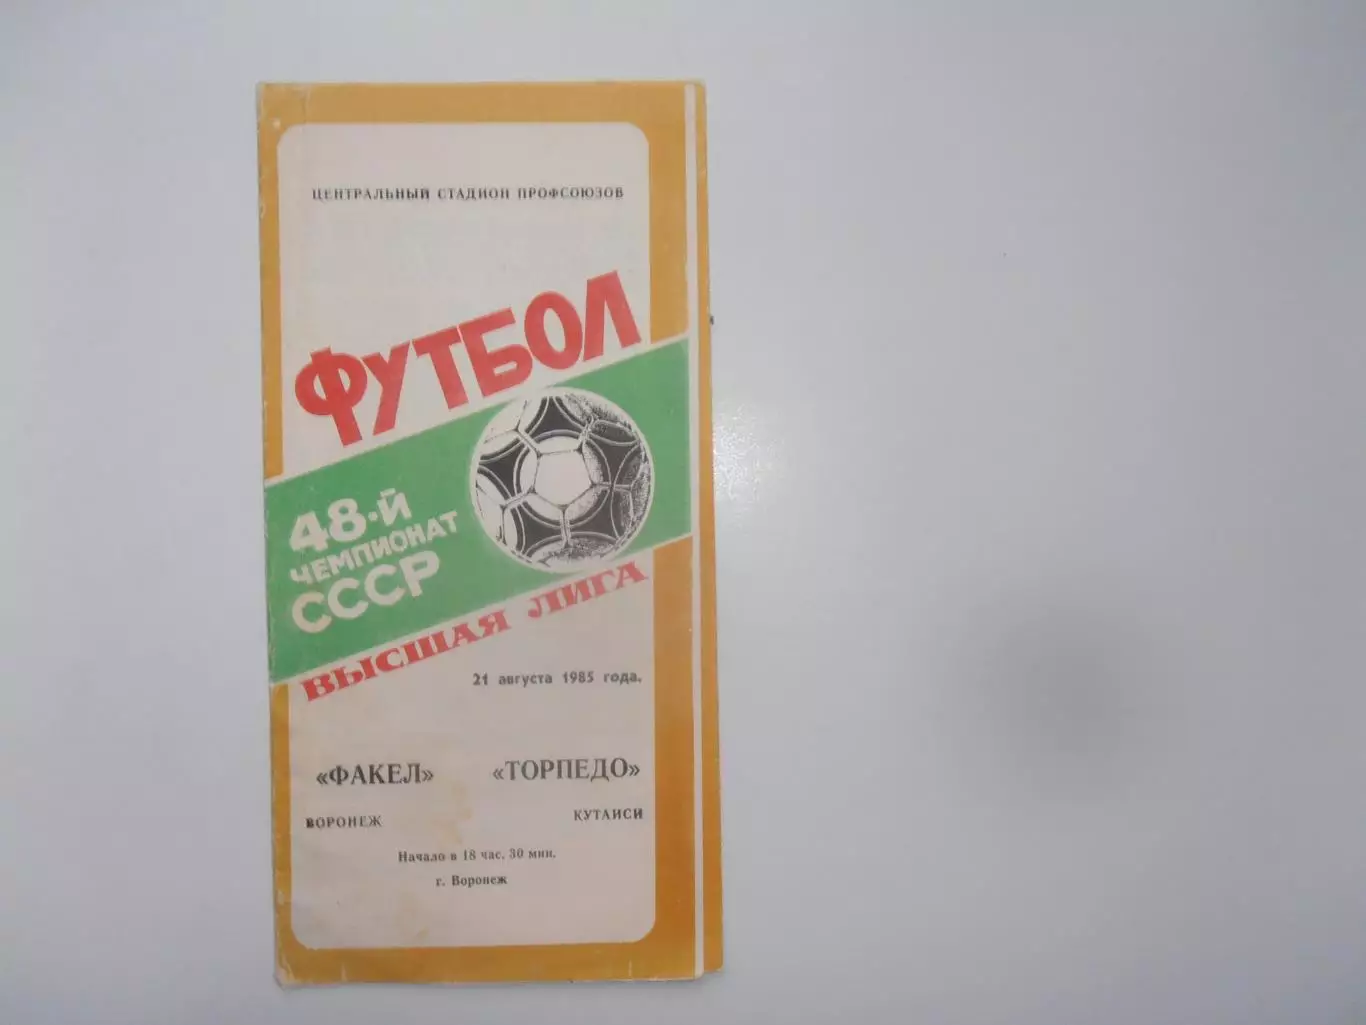 ЦЕНТРАЛЬНЫЙ СТАДИОН ПРОФСОЮЗОВ
ФУТБОЛ
48-Й
ЧЕМПИОНАТ
СССР
ВЫСШАЯ ЛИГА
21 августа 1985 года.
«ФАКЕЛ» «ТОРПЕДО»
ВОРОНЕЖ КУТАИСИ
Начало в 18 час. 30 мин.
г. Воронеж